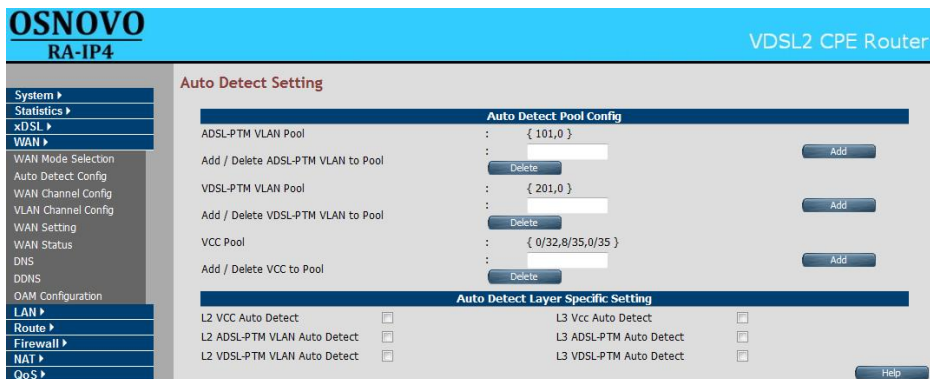 OSNOVO
RA-IP4
VDSL2 CPE Router
System
Statistics
xDSL
WAN
WAN Mode Selection
Auto Detect Config
WAN Channel Config
VLAN Channel Config
WAN Setting
WAN Status
DNS
DDNS
OAM Configuration
LAN
Route
Firewall
NAT
QoS
Auto Detect Setting
Auto Detect Pool Config
ADSL-PTM VLAN Pool : { 101,0 }
Add / Delete ADSL-PTM VLAN to Pool : Add
Delete
VDSL-PTM VLAN Pool : { 201,0 }
Add / Delete VDSL-PTM VLAN to Pool : Add
Delete
VCC Pool : { 0/32,8/35,0/35 }
Add / Delete VCC to Pool : Add
Delete
Auto Detect Layer Specific Setting
L2 VCC Auto Detect L3 Vcc Auto Detect
L2 ADSL-PTM VLAN Auto Detect L3 ADSL-PTM Auto Detect
L2 VDSL-PTM VLAN Auto Detect L3 VDSL-PTM Auto Detect
Help